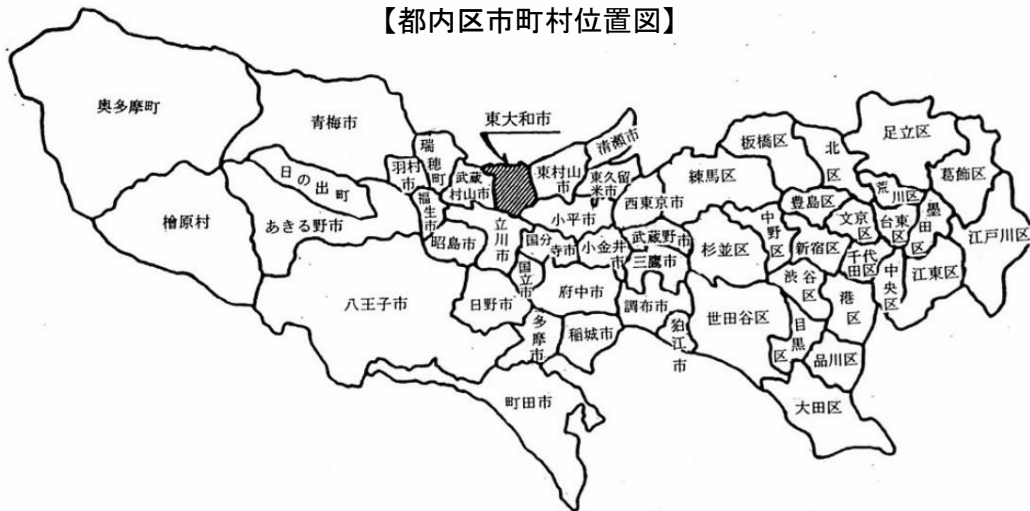 【都内区市町村位置図】
奥多摩町
青梅市
瑞穂町
羽村市
日の出町
檜原村
あきる野市
福生市
武蔵村山市
東大和市
東村山市
清瀬市
東久留米市
昭島市
立川市
小平市
西東京市
国分寺市
小金井市
武蔵野市
三鷹市
国立市
八王子市
日野市
府中市
調布市
狛江市
多摩市
稲城市
町田市
板橋区
北区
足立区
葛飾区
練馬区
豊島区
荒川区
文京区
台東区
墨田区
江戸川区
杉並区
中野区
新宿区
千代田区
中央区
江東区
渋谷区
港区
世田谷区
目黒区
品川区
大田区